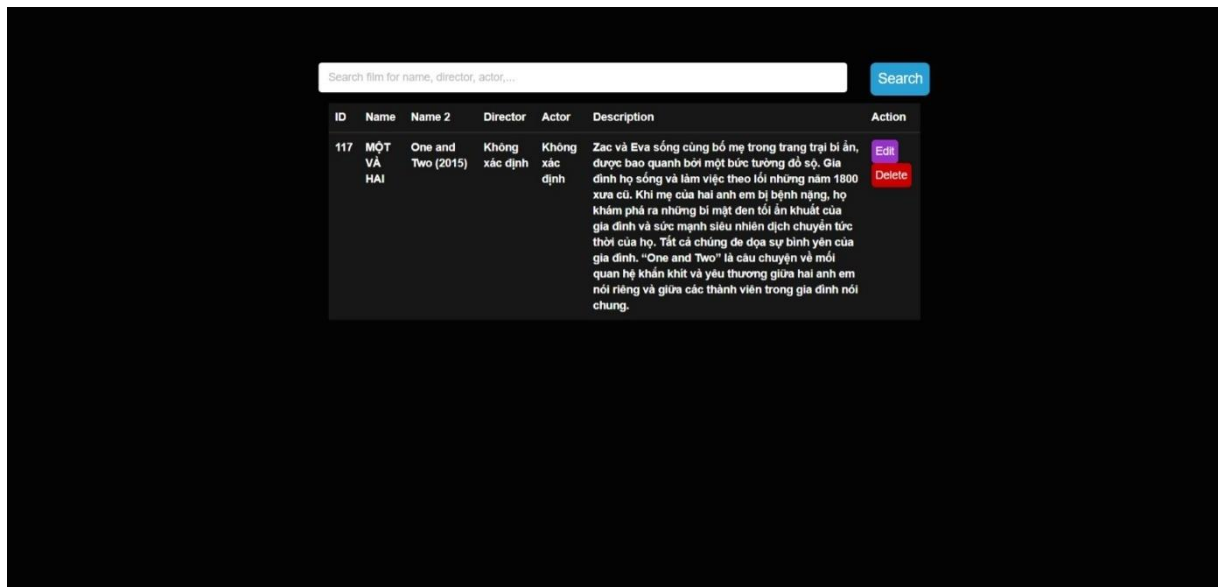 Search film for name, director, actor,...
Search
ID Name Name 2 Director Actor Description Action
117 MỘT VÀ HAI
One and Two (2015)
Không xác định
Không xác định
Zac và Eva sống cùng bố mẹ trong trang trại bí ẩn,
được bao quanh bởi một bức tường đồ sộ. Gia
đình họ sống và làm việc theo lối những năm 1800
xưa cũ. Khi mẹ của hai anh em bị bệnh nặng, họ
khám phá ra những bí mật đen tối ẩn khuất của
gia đình và sức mạnh siêu nhiên dịch chuyển tức
thời của họ. Tất cả chúng đe dọa sự bình yên của
gia đình. “One and Two” là câu chuyện về mối
quan hệ khăn khít và yêu thương giữa hai anh em
nói riêng và giữa các thành viên trong gia đình nói
chung.
Edit
Delete